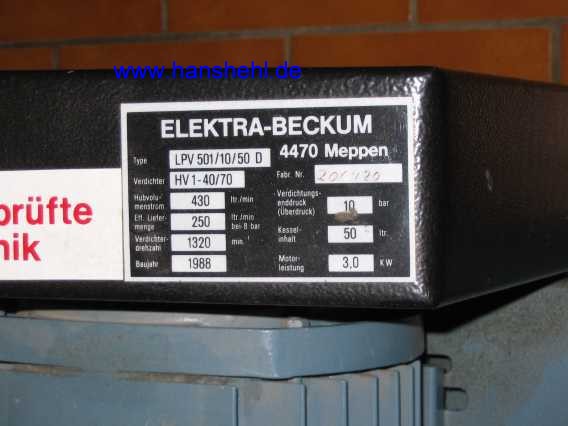 www.hanshehl.de
ELEKTRA-BECKUM
4470 Meppen
Type LPV 501/10/50 D
Fabr. Nr.
Verdichter HV 1-40/70
Hubvolu-
menstrom 430 ltr./min
Verdichtungs-
enddruck
(Überdruck) 10 bar
Eff. Liefer-
menge 250 ltr./min
bei 8 bar
Kessel-
inhalt 50 ltr.
Verdichter-
drehzahl 1320 min.
Baujahr 1988
Motor-
leistung 3,0 KW
prüfte
nik